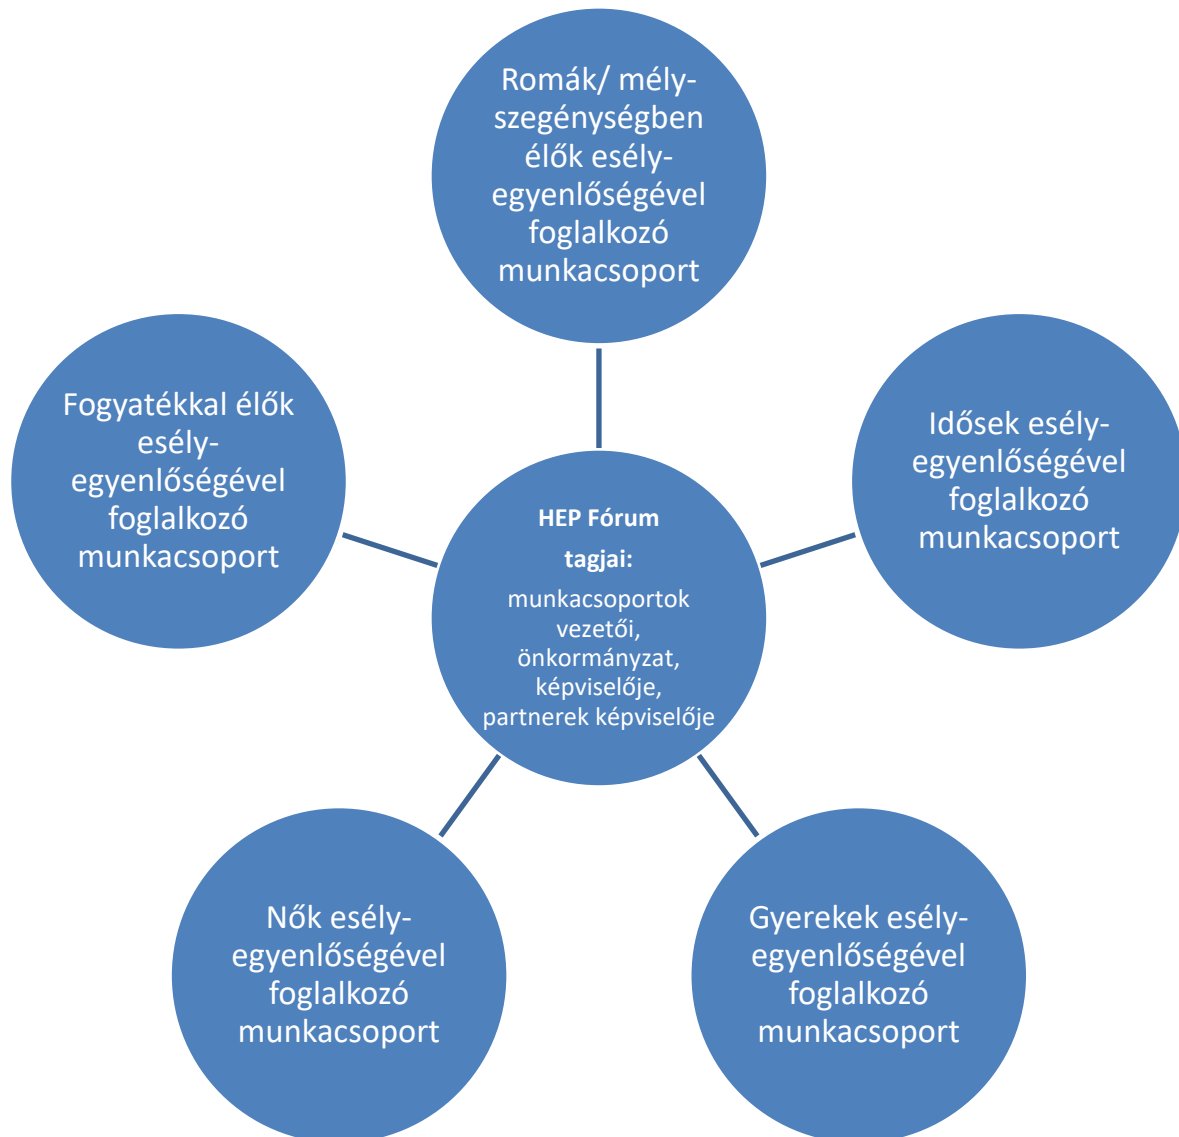 Romák/ mély-
szegénységben
élők esély-
egyenlőségével
foglalkozó
munkacsoport
Fogyatékkal élők
esély-
egyenlőségével
foglalkozó
munkacsoport
Idősek esély-
egyenlőségével
foglalkozó
munkacsoport
HEP Fórum
tagjai:
munkacsoportok
vezetői,
önkormányzat,
képviselője,
partnerek képviselője
Nők esély-
egyenlőségével
foglalkozó
munkacsoport
Gyerekek esély-
egyenlőségével
foglalkozó
munkacsoport